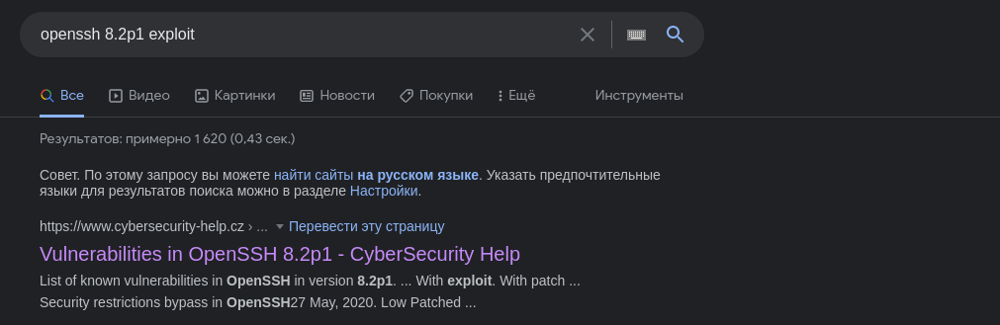 openssh 8.2p1 exploit
Все Видео Картинки Новости Покупки Ещё Инструменты
Результатов: примерно 1 620 (0,43 сек.)
Совет. По этому запросу вы можете найти сайты на русском языке. Указать предпочтительные
языки для результатов поиска можно в разделе Настройки.
https://www.cybersecurity-help.cz › ... Перевести эту страницу
Vulnerabilities in OpenSSH 8.2p1 - CyberSecurity Help
List of known vulnerabilities in OpenSSH in version 8.2p1. ... With exploit. With patch ...
Security restrictions bypass in OpenSSH27 May, 2020. Low Patched ...